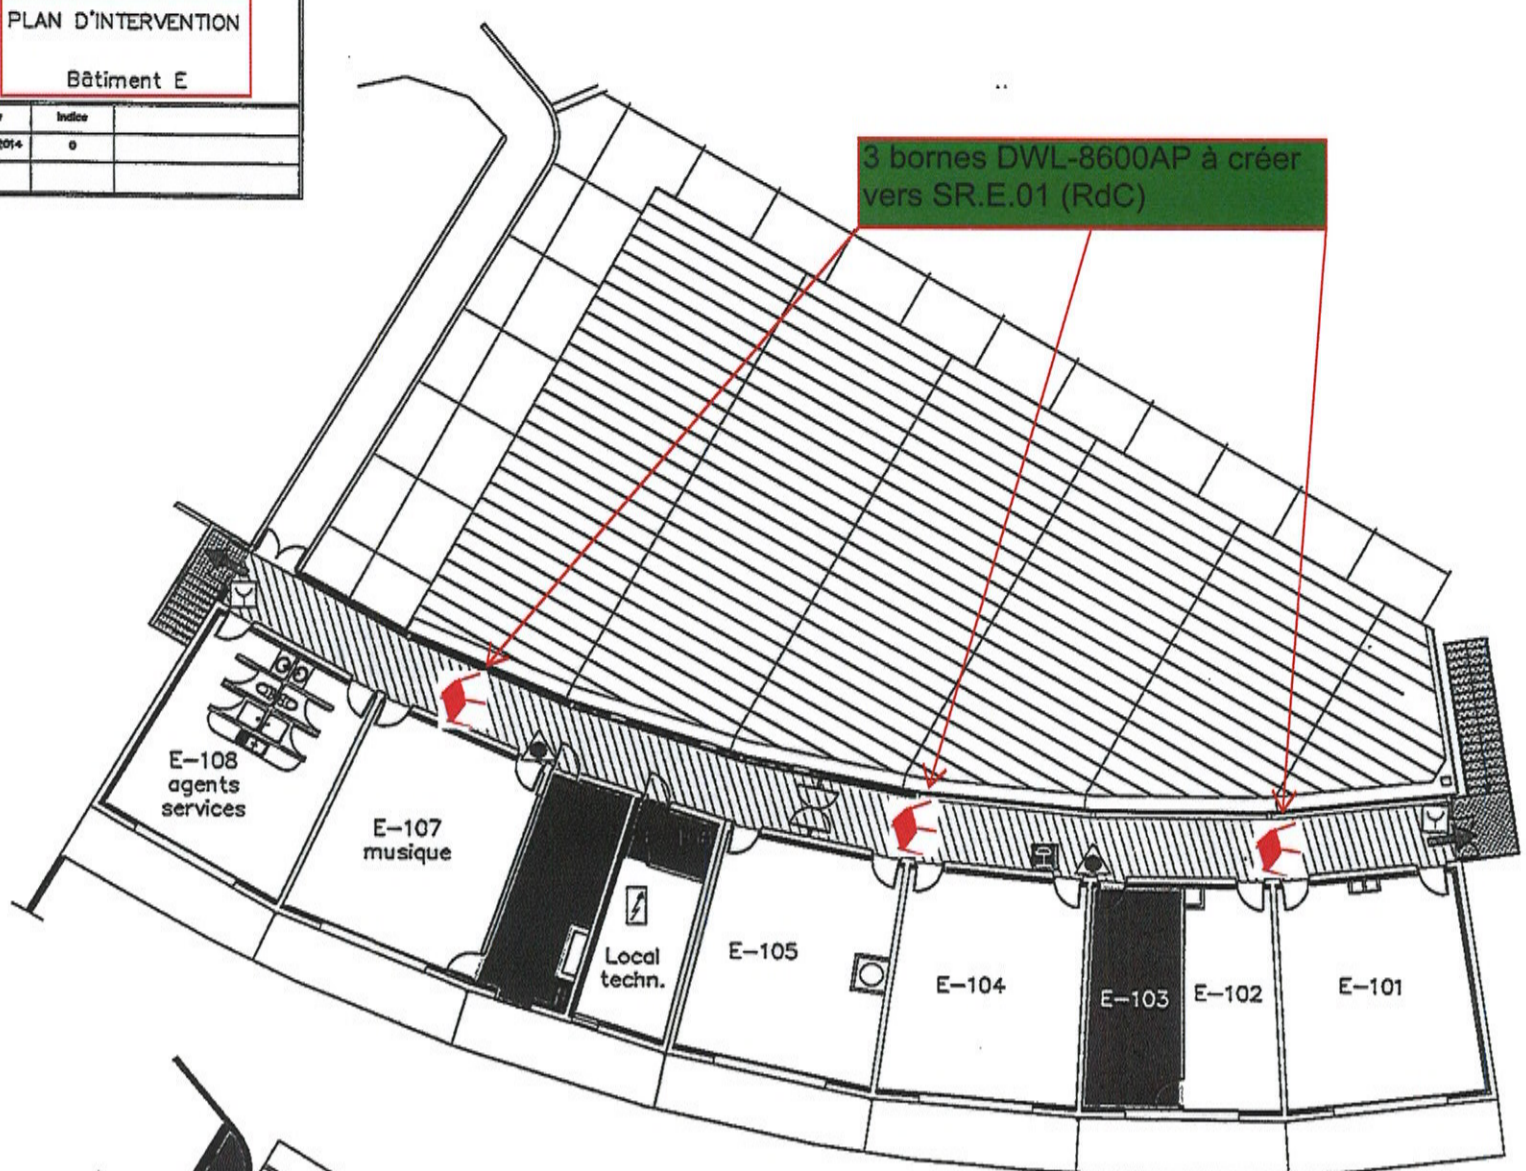 PLAN D'INTERVENTION
Bâtiment E
Indice
2014
0
3 bornes DWL-8600AP à créer
vers SR.E.01 (RdC)
E-108
agents
services
E-107
musique
Local
techn.
E-105
E-104
E-103
E-102
E-101